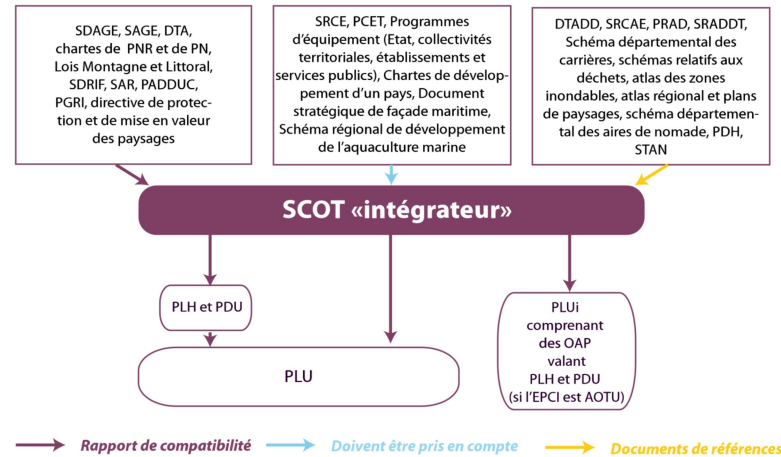 SDAGE, SAGE, DTA,
chartes de PNR et de PN,
Lois Montagne et Littoral,
SDRIF, SAR, PADDUC,
PGRI, directive de protec-
tion et de mise en valeur
des paysages
SRCE, PCET, Programmes
d'équipement (Etat, collectivités
territoriales, établissements et
services publics), Chartes de dévelop-
pement d'un pays, Document
stratégique de façade maritime,
Schéma régional de développement
de l'aquaculture marine
DTADD, SRCAE, PRAD, SRADDT,
Schéma départemental des
carrières, schémas relatifs aux
déchets, atlas des zones
inondables, atlas régional et plans
de paysages, schéma départemen-
tal des aires de nomade, PDH,
STAN
SCOT «intégrateur»
PLH et PDU
PLU
PLUi
comprenant
des OAP
valant
PLH et PDU
(si l'EPCI est AOTU)
Rapport de compatibilité
Doivent être pris en compte
Documents de références